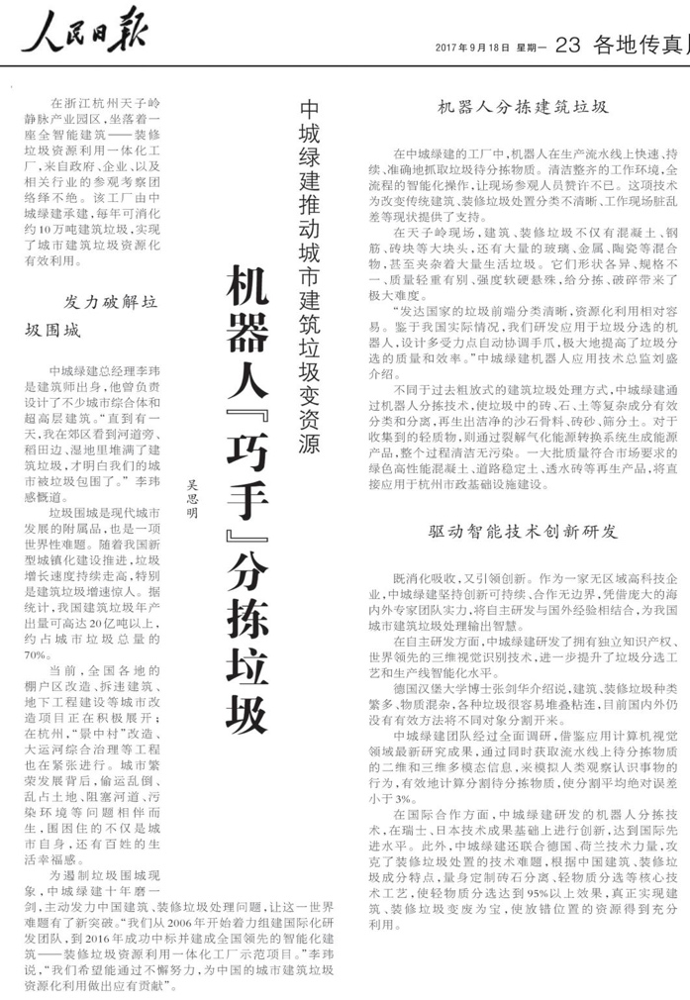 人民日报
2017年9月18日 星期一 23 各地传真
中城绿建推动城市建筑垃圾变资源
机器人『巧手』分拣垃圾
吴思明
在浙江杭州天子岭
静脉产业园区，坐落着一
座全智能建筑——装修
垃圾资源利用一体化工
厂，来自政府、企业、以及
相关行业的参观考察团
络绎不绝。该工厂由中
城绿建承建，每年可消化
约10万吨建筑垃圾，实现
了城市建筑垃圾资源化
有效利用。
发力破解垃
圾围城
中城绿建总经理李玮
是建筑师出身，他曾负责
设计了不少城市综合体和
超高层建筑。“直到有一
天，我在郊区看到河道旁、
稻田边、湿地里堆满了建
筑垃圾，才明白我们的城
市被垃圾包围了。”李玮
感慨道。
垃圾围城是现代城市
发展的附属品，也是一项
世界性难题。随着我国新
型城镇化建设推进，垃圾
增长速度持续走高，特别
是建筑垃圾增速惊人。据
统计，我国建筑垃圾年产
出量可高达20亿吨以上，
约占城市垃圾总量的
70%。
当前，全国各地的
棚户区改造、拆违建筑、
地下工程建设等城市改
造项目正在积极展开；
在杭州，“景中村”改造、
大运河综合治理等工程
也在紧张进行。城市繁
荣发展背后，偷运乱倒、
乱占土地、阻塞河道、污
染环境等问题相伴而
生，围困住的不仅是城
市自身，还有百姓的生
活幸福感。
为遏制垃圾围城现
象，中城绿建十年磨一
剑，主动发力中国建筑、装修垃圾处理问题，让这一世界
难题有了新突破。“我们从2006年开始着力组建国际化研
发团队，到2016年成功中标并建成全国领先的智能化建
筑——装修垃圾资源利用一体化工厂示范项目。”李玮
说，“我们希望能通过不懈努力，为中国的城市建筑垃圾
资源化利用做出应有贡献”。
机器人分拣建筑垃圾
在中城绿建的工厂中，机器人在生产流水线上快速、持
续、准确地抓取垃圾待分拣物质。清洁整齐的工作环境，全
流程的智能化操作，让现场参观人员赞许不已。这项技术
为改变传统建筑、装修垃圾处置分类不清晰、工作现场脏乱
差等现状提供了支持。
在天子岭现场，建筑、装修垃圾不仅有混凝土、钢
筋、砖块等大块头，还有大量的玻璃、金属、陶瓷等混合
物，甚至夹杂着大量生活垃圾。它们形状各异、规格不
一、质量轻重有别、强度软硬悬殊，给分拣、破碎带来了
极大难度。
“发达国家的垃圾前端分类清晰，资源化利用相对容
易。鉴于我国实际情况，我们研发应用于垃圾分选的机
器人，设计多受力点自动协调手爪，极大地提高了垃圾分
选的质量和效率。”中城绿建机器人应用技术总监刘盛
介绍。
不同于过去粗放式的建筑垃圾处理方式，中城绿建通
过机器人分拣技术，使垃圾中的砖、石、土等复杂成分有效
分类和分离，再生出洁净的沙石骨料、砖砂、筛分土。对于
收集到的轻质物，则通过裂解气化能源转换系统生成能源
产品，整个过程清洁无污染。一大批质量符合市场要求的
绿色高性能混凝土、道路稳定土、透水砖等再生产品，将直
接应用于杭州市政基础设施建设。
驱动智能技术创新研发
既消化吸收，又引领创新。作为一家无区域高科技企
业，中城绿建坚持创新可持续、合作无边界，凭借庞大的海
内外专家团队实力，将自主研发与国外经验相结合，为我国
城市建筑垃圾处理输出智慧。
在自主研发方面，中城绿建研发了拥有独立知识产权、
世界领先的三维视觉识别技术，进一步提升了垃圾分选工
艺和生产线智能化水平。
德国汉堡大学博士张剑华介绍说，建筑、装修垃圾种类
繁多、物质混杂，各种垃圾很容易堆叠粘连，目前国内外仍
没有有效方法将不同对象分割开来。
中城绿建团队经过全面调研，借鉴应用计算机视觉
领域最新研究成果，通过同时获取流水线上待分拣物质
的二维和三维多模态信息，来模拟人类观察认识事物的
行为，有效地计算分割待分拣物质，使分割平均绝对误差
小于3%。
在国际合作方面，中城绿建研发的机器人分拣技
术，在瑞士、日本技术成果基础上进行创新，达到国际先
进水平。此外，中城绿建还联合德国、荷兰技术力量，攻
克了装修垃圾处置的技术难题，根据中国建筑、装修垃
圾成分特点，量身定制砖石分离、轻物质分选等核心技
术工艺，使轻物质分选达到95%以上效果，真正实现建
筑、装修垃圾变废为宝，使放错位置的资源得到充分
利用。